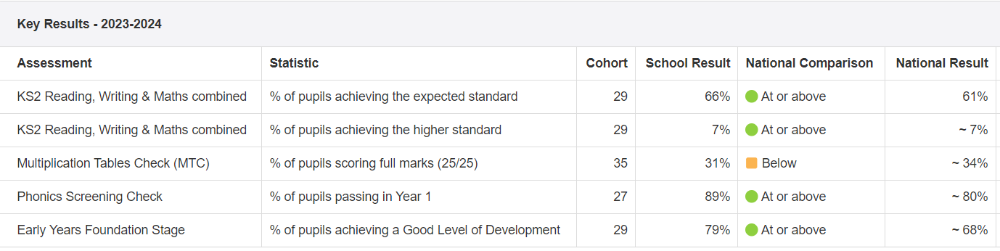 Key Results - 2023-2024
Assessment Statistic Cohort School Result National Comparison National Result
KS2 Reading, Writing & Maths combined % of pupils achieving the expected standard 29 66% At or above 61%
KS2 Reading, Writing & Maths combined % of pupils achieving the higher standard 29 7% At or above ~ 7%
Multiplication Tables Check (MTC) % of pupils scoring full marks (25/25) 35 31% Below ~ 34%
Phonics Screening Check % of pupils passing in Year 1 27 89% At or above ~ 80%
Early Years Foundation Stage % of pupils achieving a Good Level of Development 29 79% At or above ~ 68%